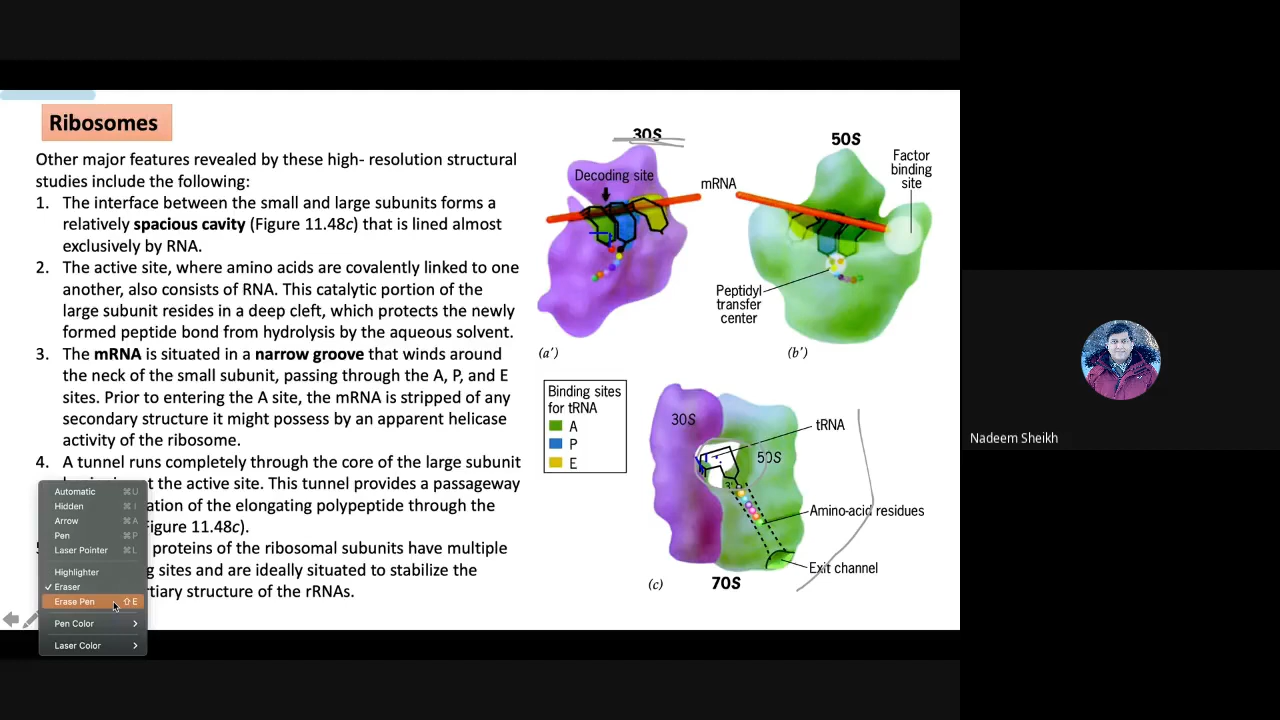 Ribosomes
Other major features revealed by these high- resolution structural
studies include the following:
1. The interface between the small and large subunits forms a
relatively spacious cavity (Figure 11.48c) that is lined almost
exclusively by RNA.
2. The active site, where amino acids are covalently linked to one
another, also consists of RNA. This catalytic portion of the
large subunit resides in a deep cleft, which protects the newly
formed peptide bond from hydrolysis by the aqueous solvent.
3. The mRNA is situated in a narrow groove that winds around
the neck of the small subunit, passing through the A, P, and E
sites. Prior to entering the A site, the mRNA is stripped of any
secondary structure it might possess by an apparent helicase
activity of the ribosome.
4. A tunnel runs completely through the core of the large subunit
the active site. This tunnel provides a passageway
of the elongating polypeptide through the
igure 11.48c).
proteins of the ribosomal subunits have multiple
sites and are ideally situated to stabilize the
rtiary structure of the rRNAs.
Automatic ⌘U
Hidden ⌘I
Arrow ⌘A
Pen ⌘P
Laser Pointer ⌘L
Highlighter
✓ Eraser
Erase Pen ⇧E
Pen Color
Laser Color
30S
Decoding site
mRNA
(a')
50S
Factor
binding
site
Peptidyl
transfer
center
(b')
Binding sites
for tRNA
A
P
E
30S
50S
tRNA
3'
Amino-acid residues
Exit channel
(c)
70S
Nadeem Sheikh